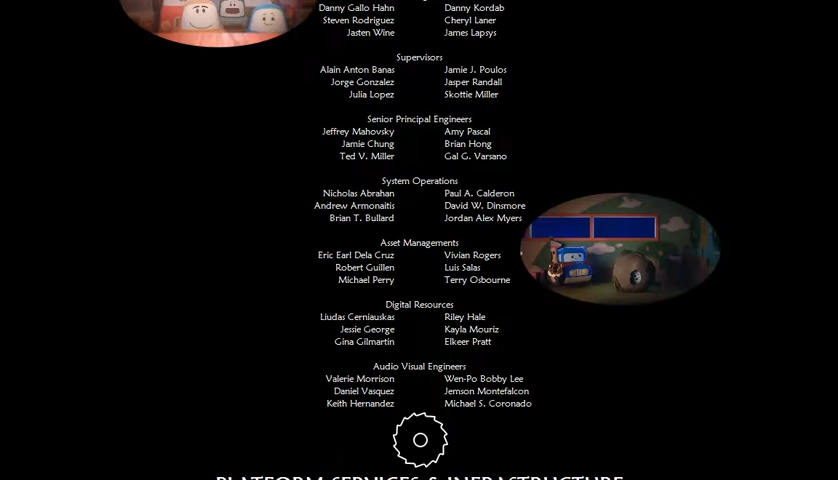 Danny Gallo Hahn Danny Kordab
Steven Rodriguez Cheryl Laner
Jasten Wine James Lapsys
Supervisors
Alain Anton Banas Jamie J. Poulos
Jorge Gonzalez Jasper Randall
Julia Lopez Skottie Miller
Senior Principal Engineers
Jeffrey Mahovsky Amy Pascal
Jamie Chung Brian Hong
Ted V. Miller Gal G. Varsano
System Operations
Nicholas Abrahan Paul A. Calderon
Andrew Armonaitis David W. Dinsmore
Brian T. Bullard Jordan Alex Myers
Asset Managements
Eric Earl Dela Cruz Vivian Rogers
Robert Guillen Luis Salas
Michael Perry Terry Osbourne
Digital Resources
Liudas Cerniauskas Riley Hale
Jessie George Kayla Mouriz
Gina Gilmartin Elkeer Pratt
Audio Visual Engineers
Valerie Morrison Wen-Po Bobby Lee
Daniel Vasquez Jemson Montefalcon
Keith Hernandez Michael S. Coronado
PLATFORM SERVICES & INFRASTRUCTURE